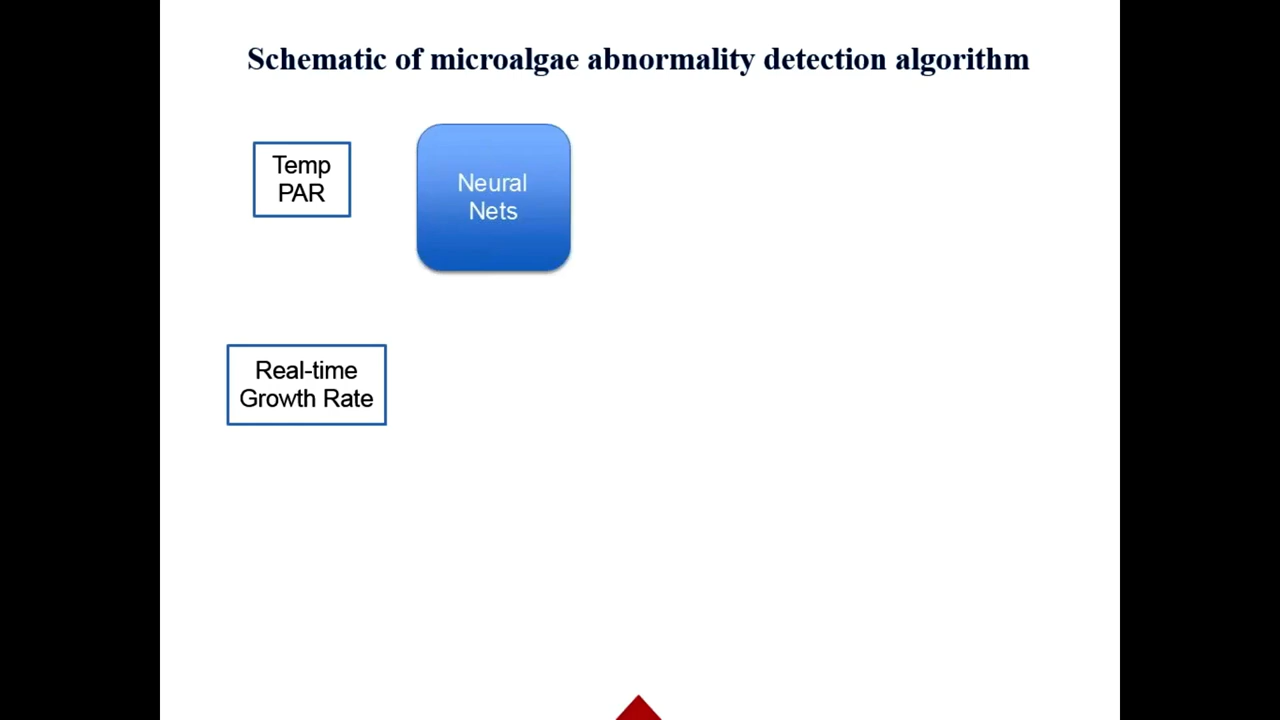 Schematic of microalgae abnormality detection algorithm
Temp
PAR
Neural
Nets
Real-time
Growth Rate